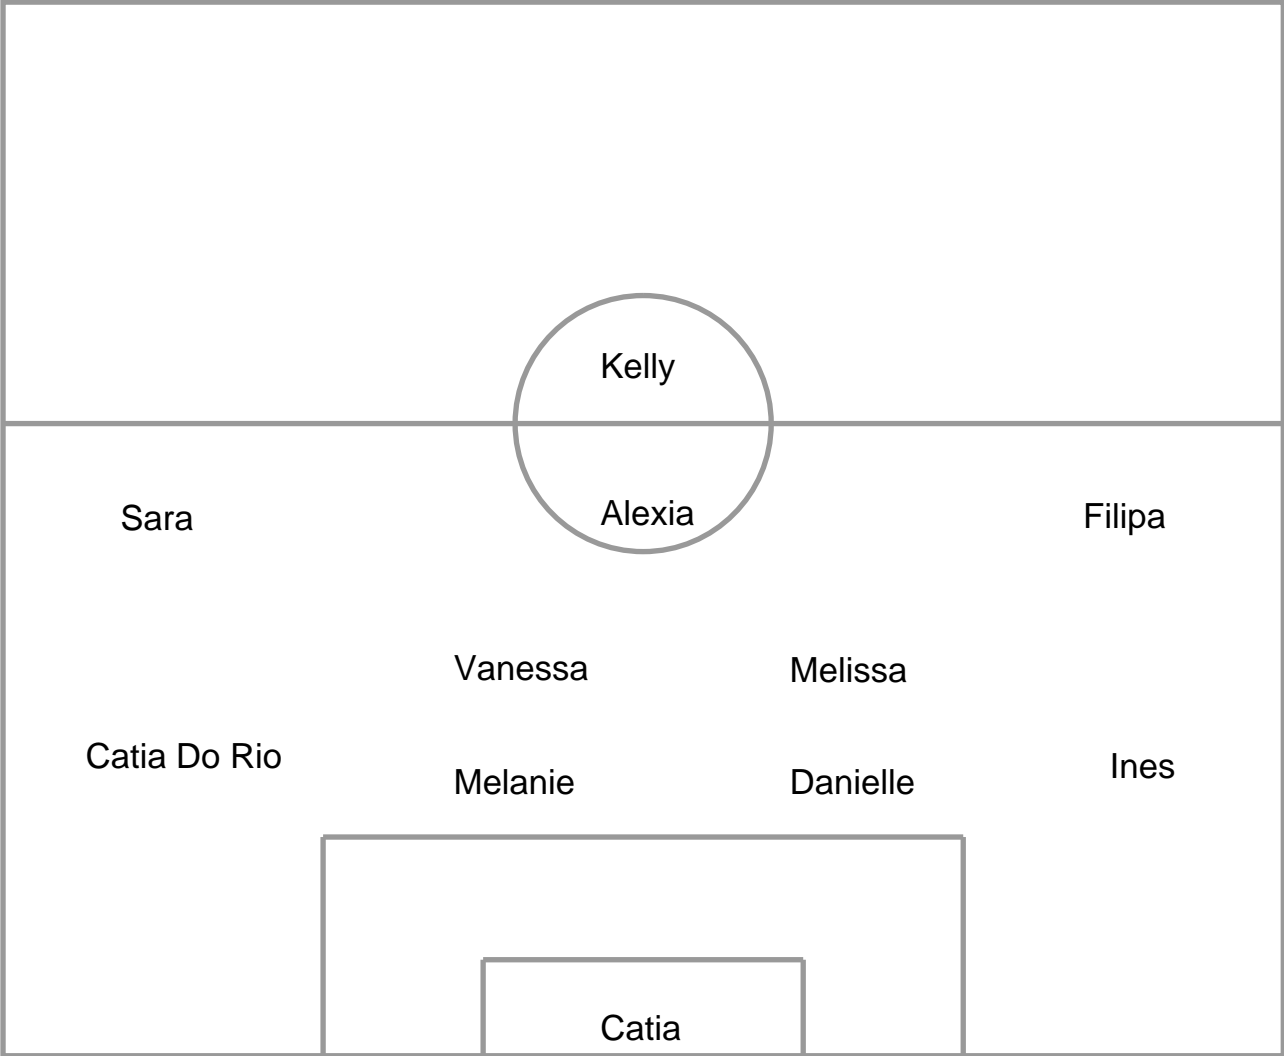 Kelly
Sara Alexia Filipa
Vanessa Melissa
Catia Do Rio Ines
Melanie Danielle
Catia